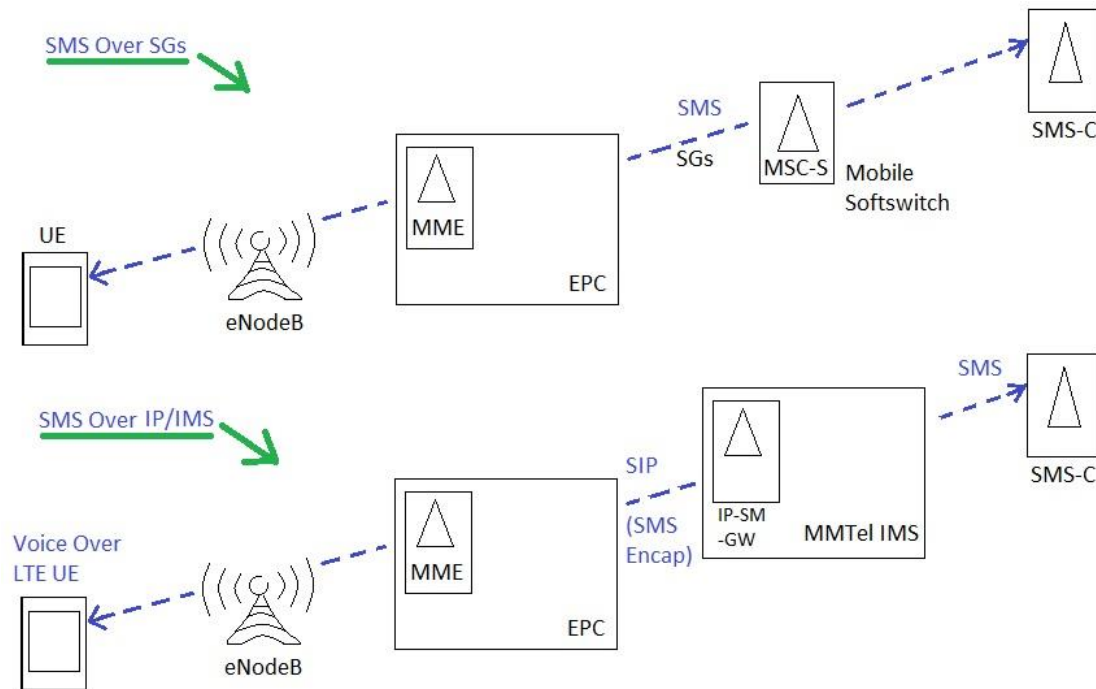 SMS Over SGs
SMS
SGs
MSC-S
Mobile
Softswitch
SMS-C
MME
EPC
UE
eNodeB
SMS Over IP/IMS
SMS
SMS-C
SIP
(SMS
Encap)
IP-SM
-GW
MMTel IMS
MME
EPC
Voice Over
LTE UE
eNodeB